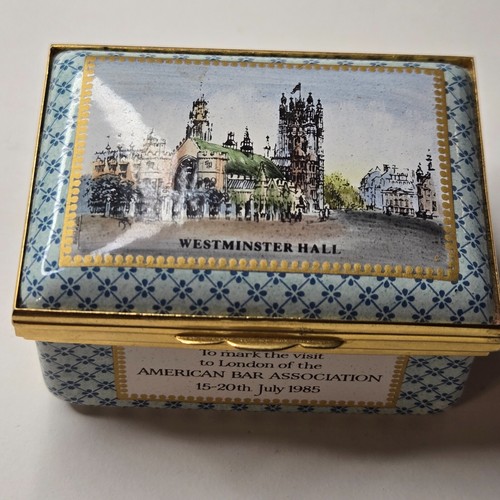 WESTMINSTER HALL
To mark the visit
to London of the
AMERICAN BAR ASSOCIATION
15-20th July 1985